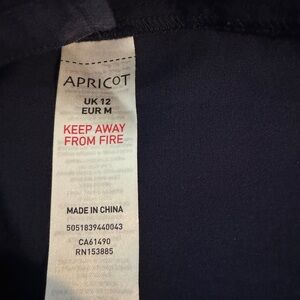 APRICOT
UK 12
EUR M
KEEP AWAY
FROM FIRE
MADE IN CHINA
5051839440043
CA61490
RN153885